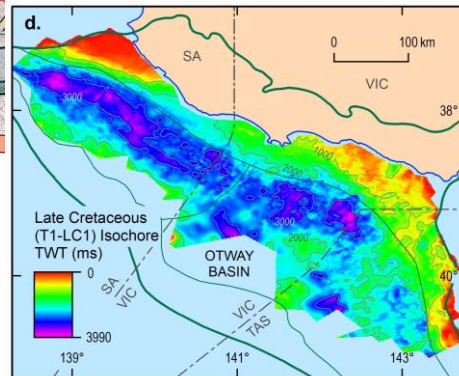 d.
SA
0 100 km
VIC
38°
3000
2000
1000
3000
2000
Late Cretaceous
(T1-LC1) Isochore
TWT (ms)
0
3990
OTWAY
BASIN
SA
VIC
VIC
TAS
40°
139° 141° 143°